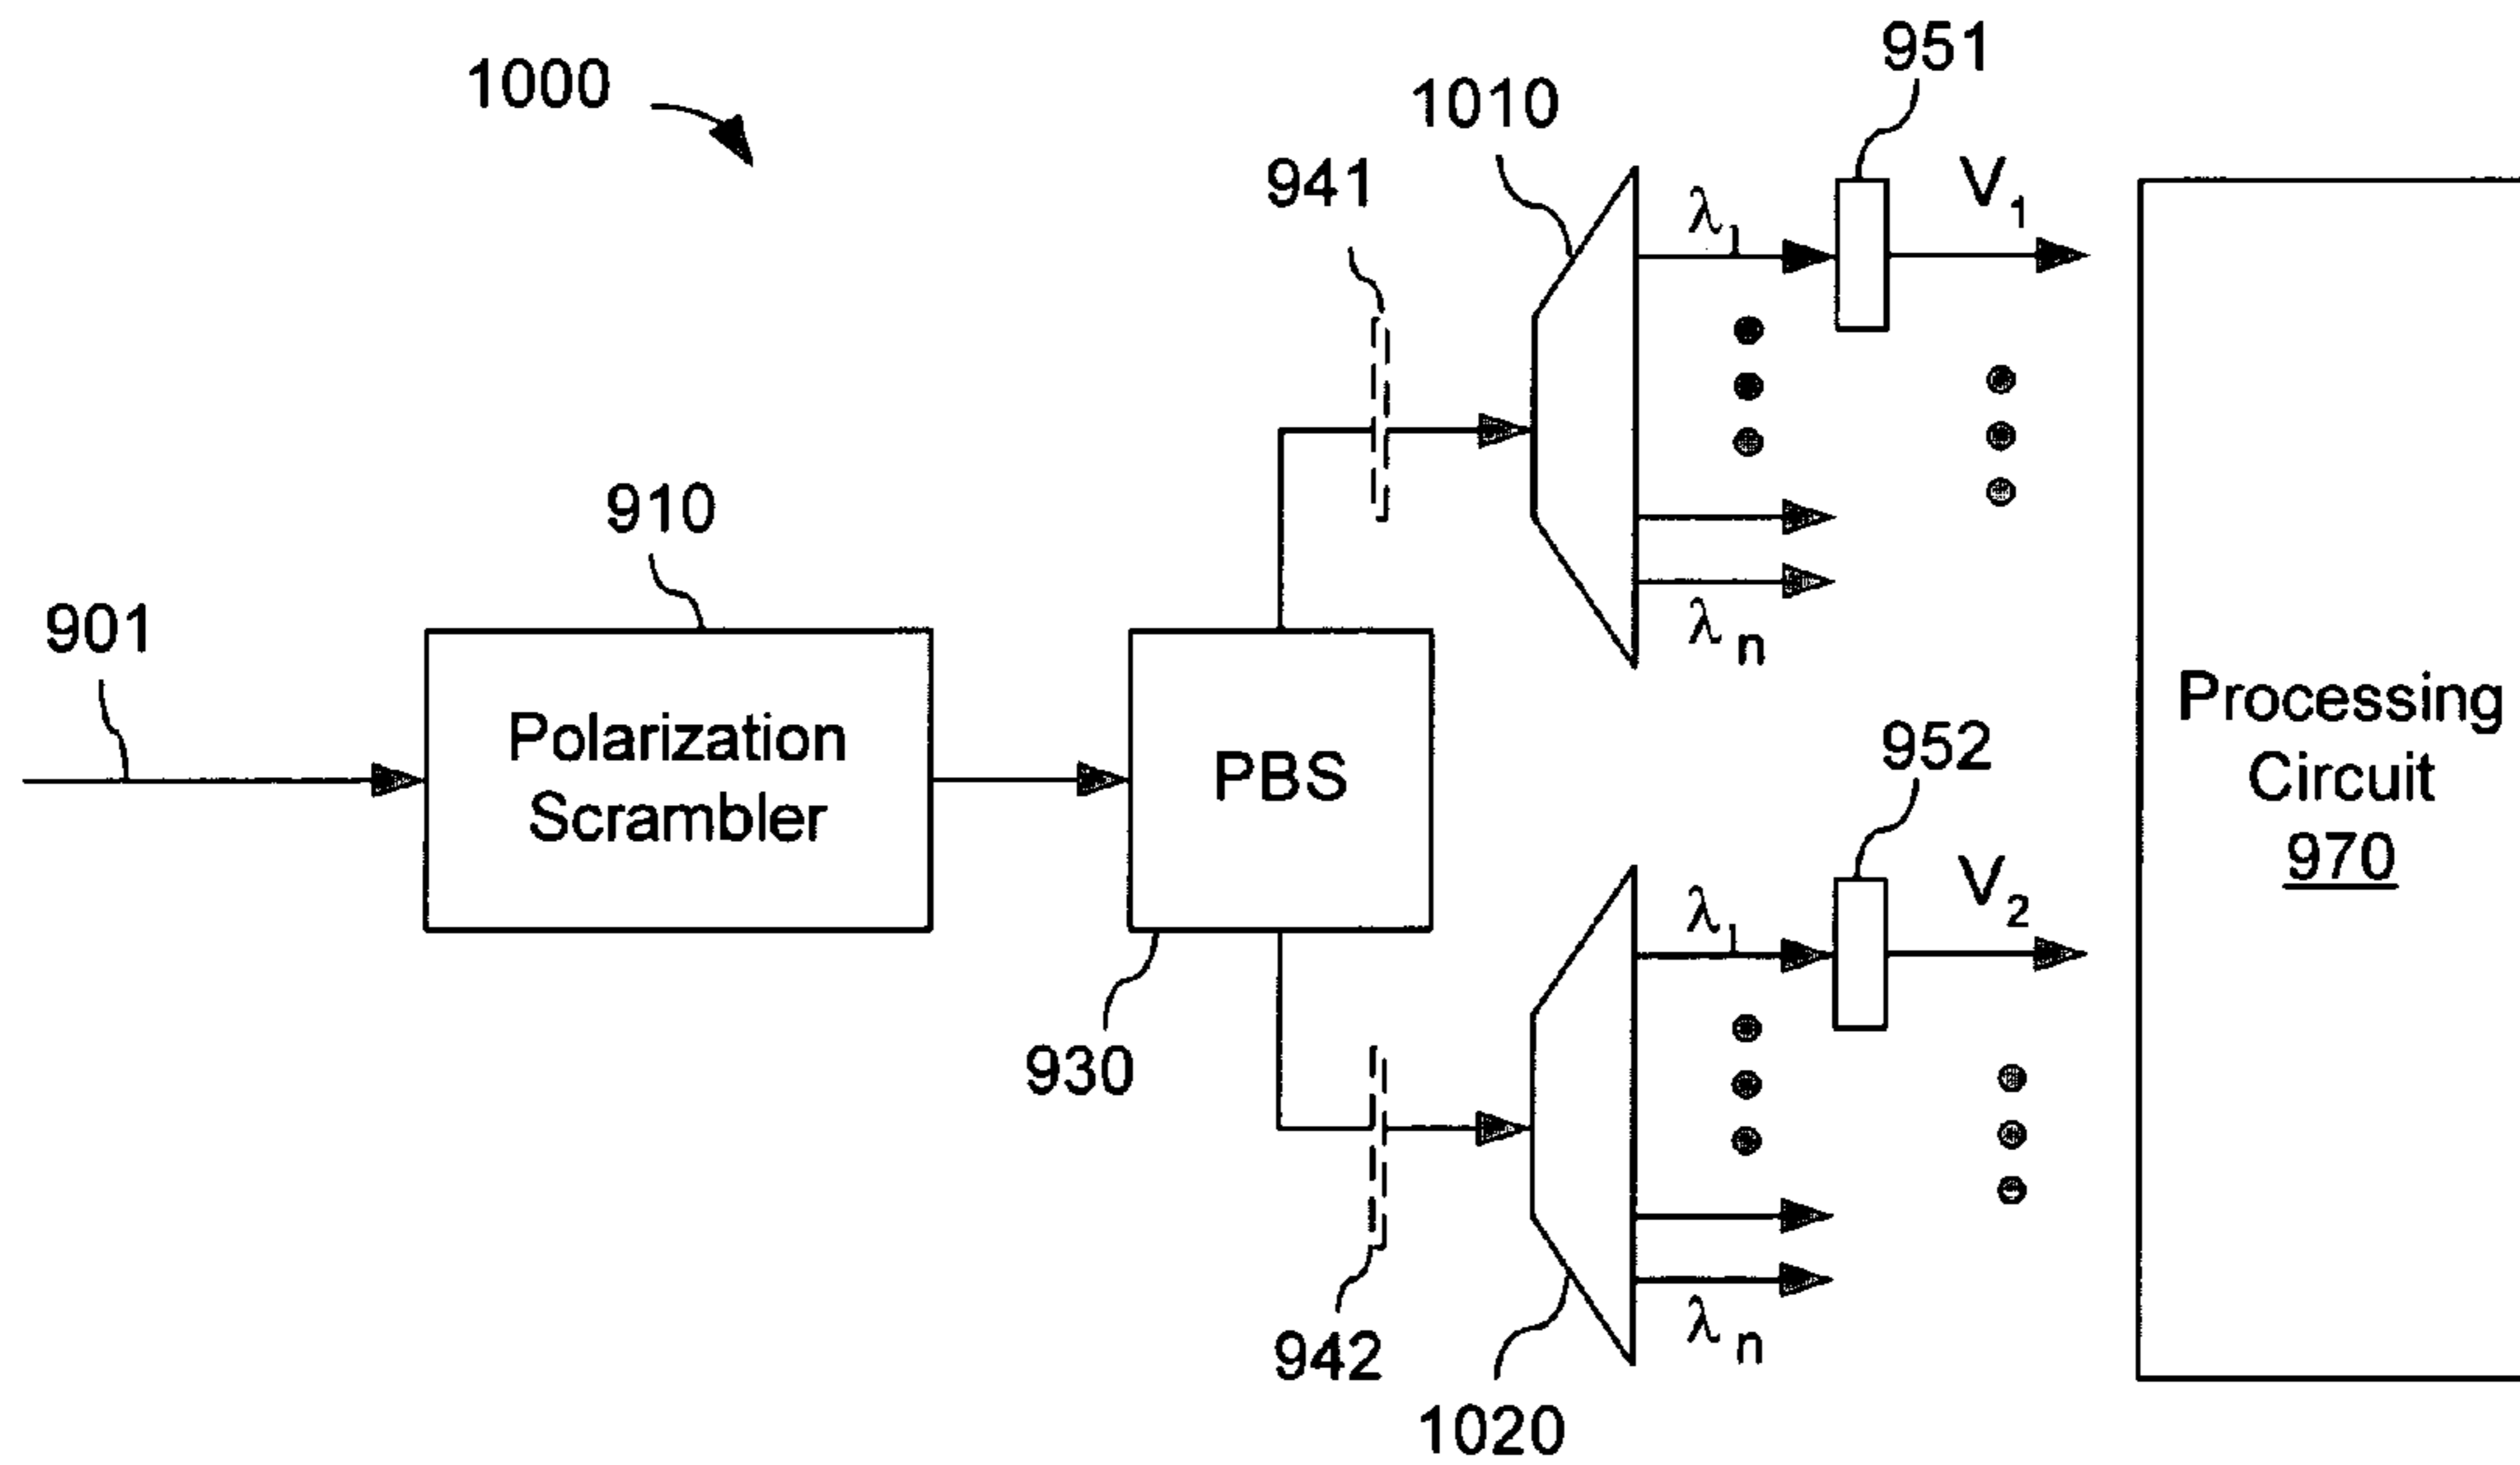 1000
951
1010
941
λ1
V1
910
901
λn
Polarization
Scrambler
PBS
Processing
Circuit
970
952
930
λ1
V2
942
λn
1020